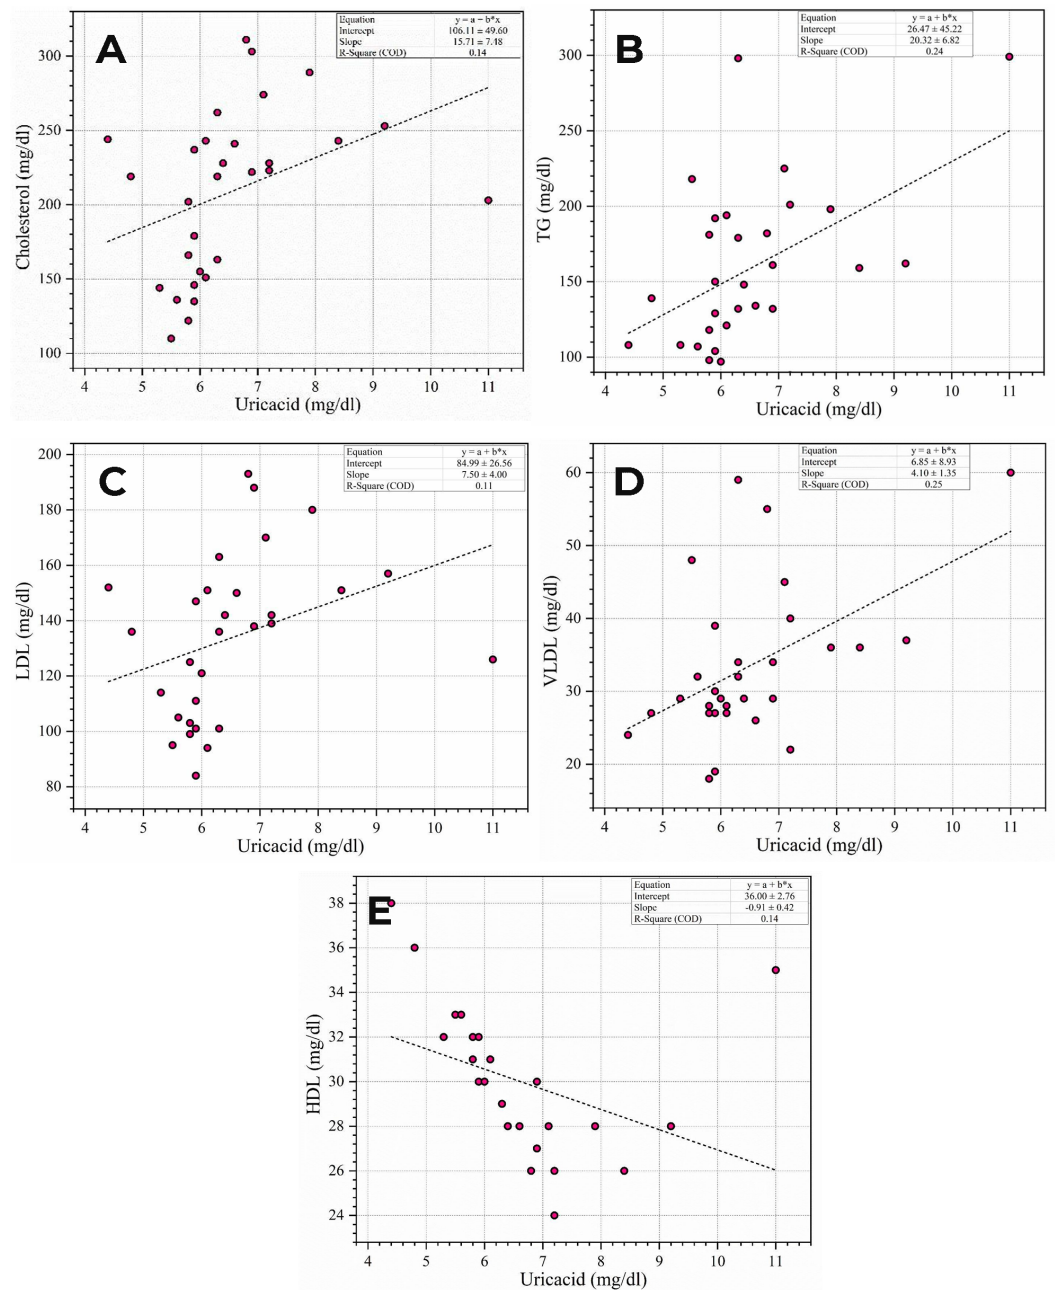 A
Equation y = a + b*x
Intercept 106.11 = 49.60
Slope 15.71 = 7.48
R-Square (COD) 0.14
300
250
200
150
100
Cholesterol (mg/dl)
4 5 6 7 8 9 10 11
Uricacid (mg/dl)
B
Equation y = a + b*x
Intercept 26.47 ± 45.22
Slope 20.32 ± 6.82
R-Square (COD) 0.24
300
250
200
150
100
TG (mg/dl)
4 5 6 7 8 9 10 11
Uricacid (mg/dl)
C
Equation y = a + b*x
Intercept 84.99 ± 26.56
Slope 7.50 ± 4.00
R-Square (COD) 0.11
200
180
160
140
120
100
80
LDL (mg/dl)
4 5 6 7 8 9 10 11
Uricacid (mg/dl)
D
Equation y = a + b*x
Intercept 6.85 ± 8.93
Slope 4.10 ± 1.35
R-Square (COD) 0.25
60
50
40
30
20
VLDL (mg/dl)
4 5 6 7 8 9 10 11
Uricacid (mg/dl)
E
Equation y = a + b*x
Intercept 36.00 ± 2.76
Slope -0.91 ± 0.42
R-Square (COD) 0.14
38
36
34
32
30
28
26
24
HDL (mg/dl)
4 5 6 7 8 9 10 11
Uricacid (mg/dl)